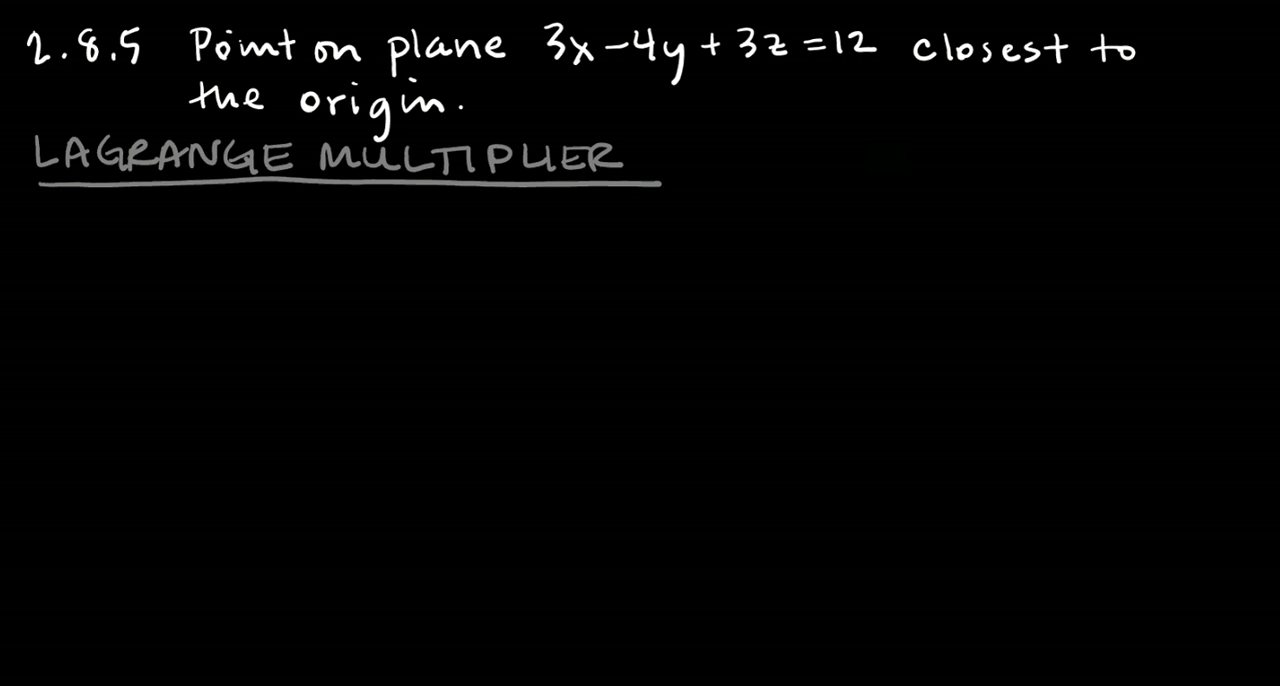 2.8.5 Point on plane 3x-4y+3z=12 closest to
the origin.
LAGRANGE MULTIPLIER